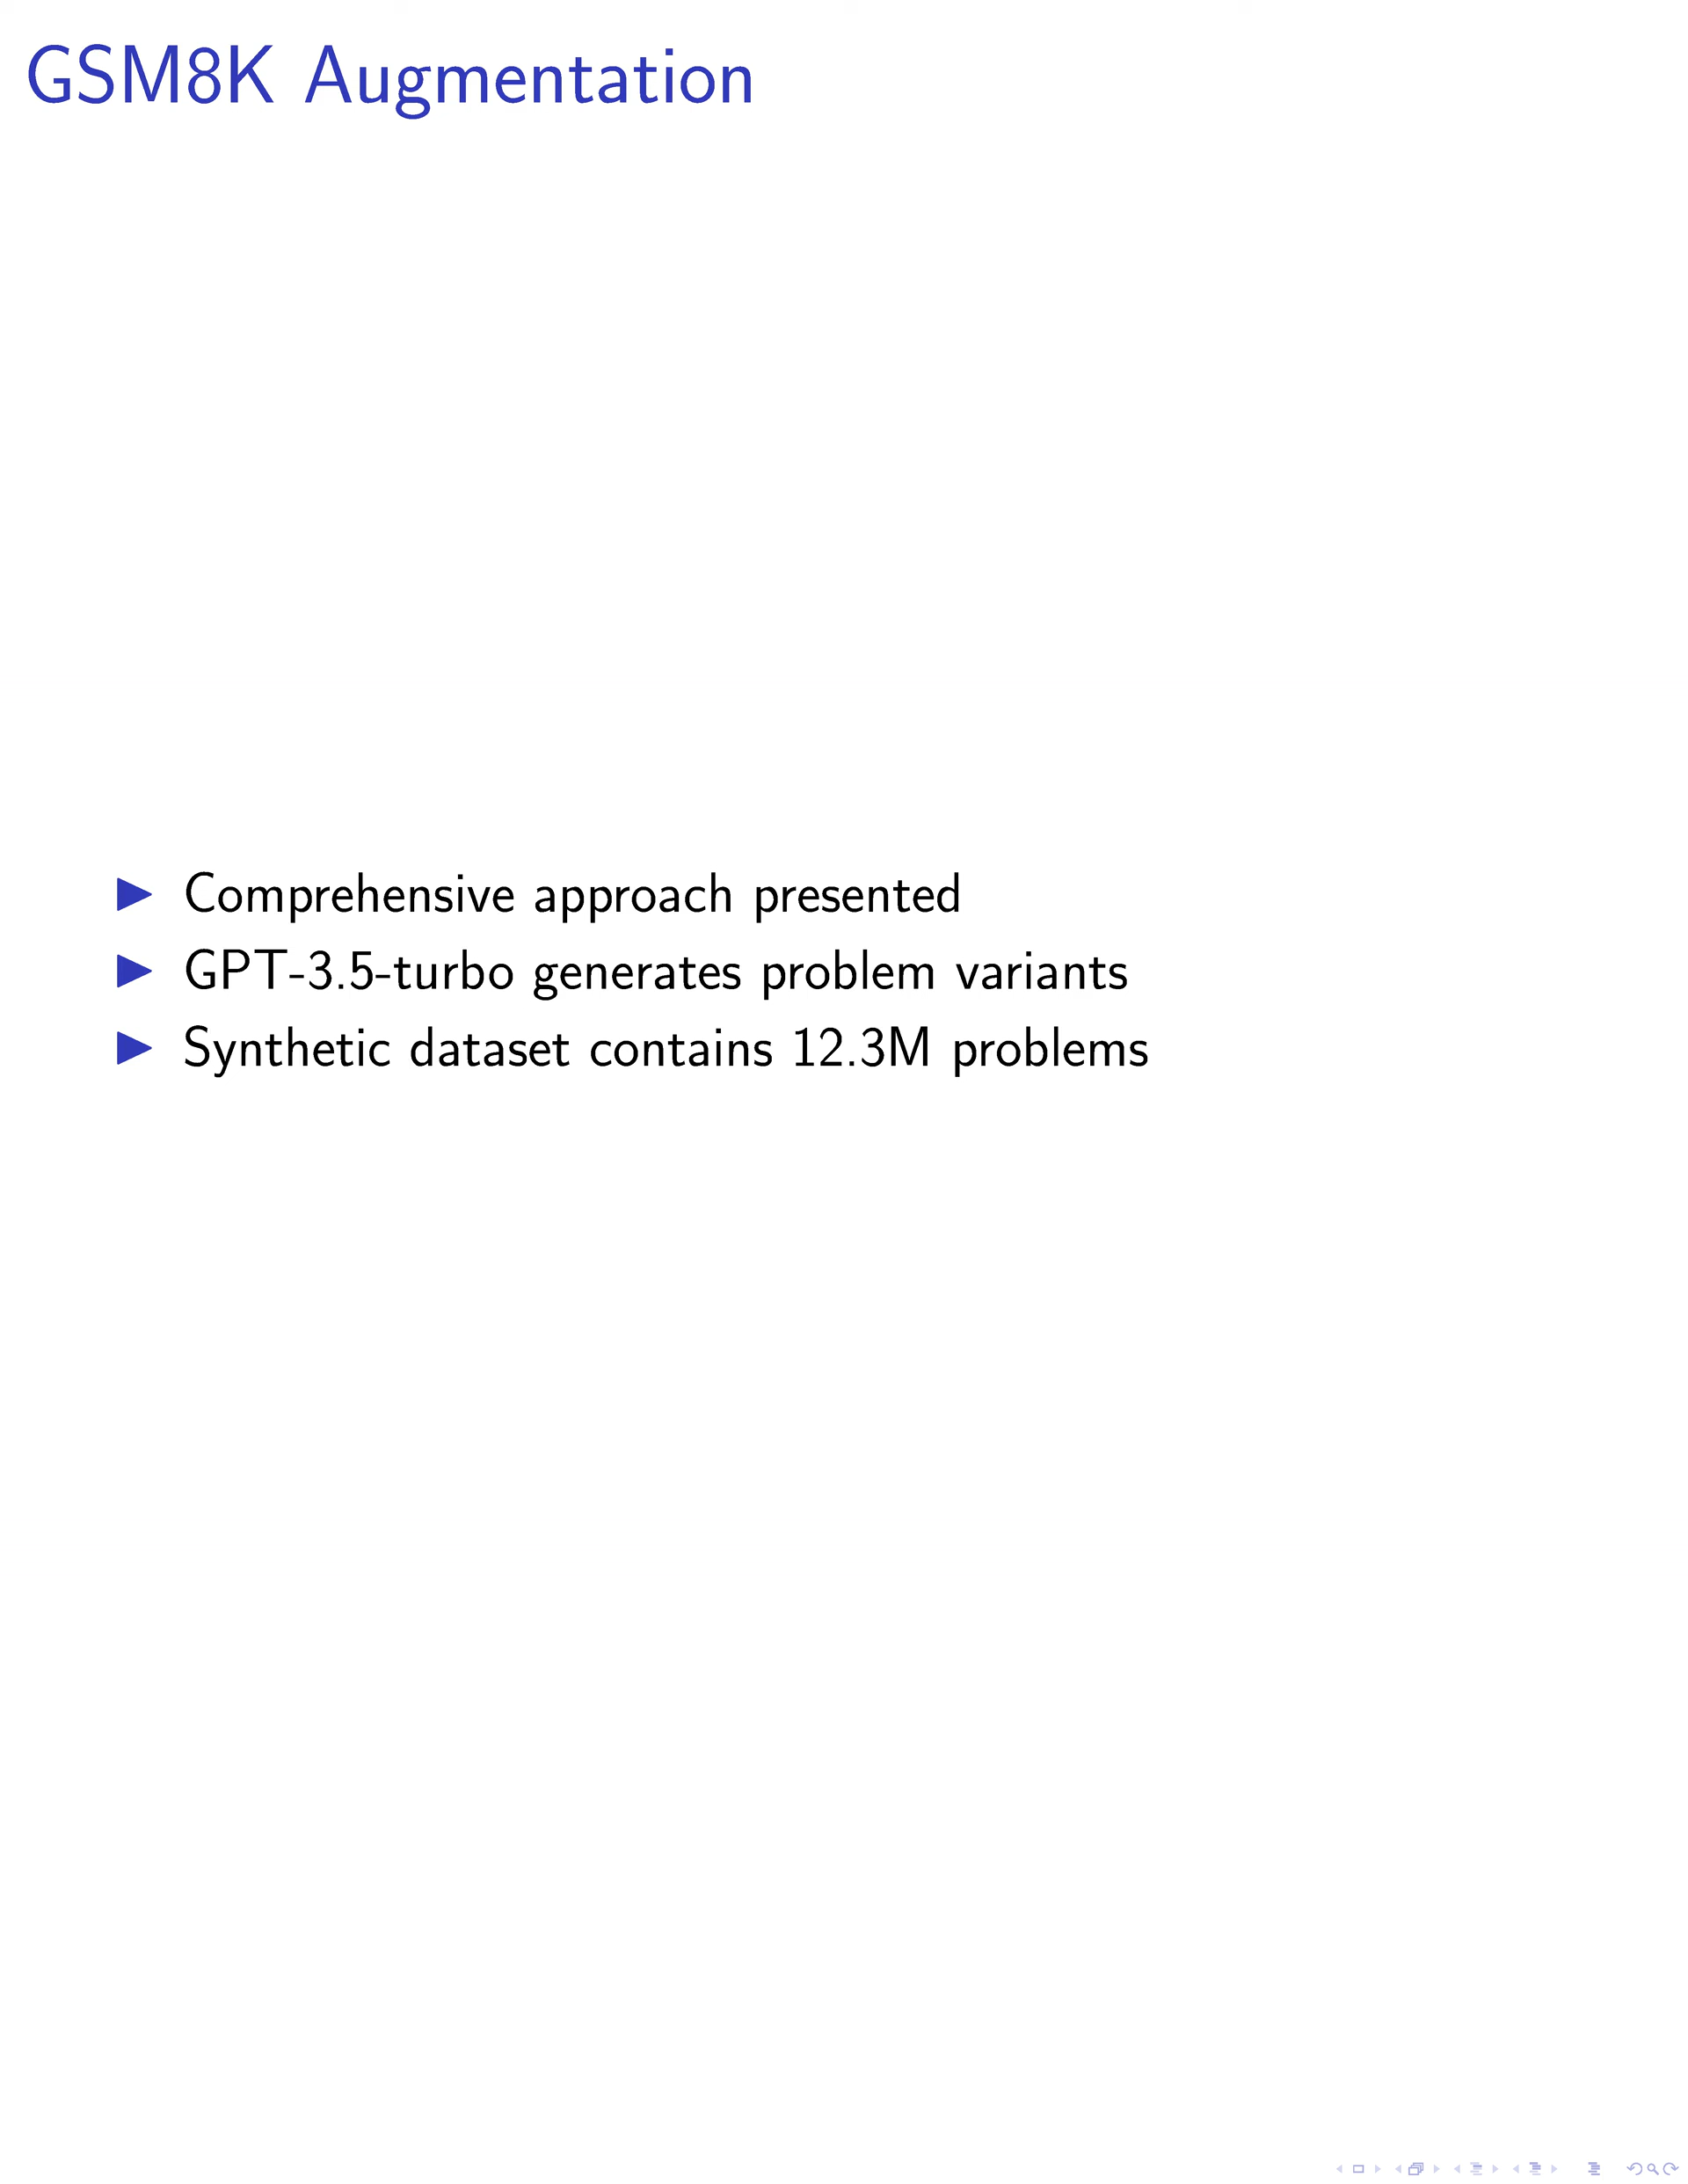 GSM8K Augmentation
Comprehensive approach presented
GPT-3.5-turbo generates problem variants
Synthetic dataset contains 12.3M problems